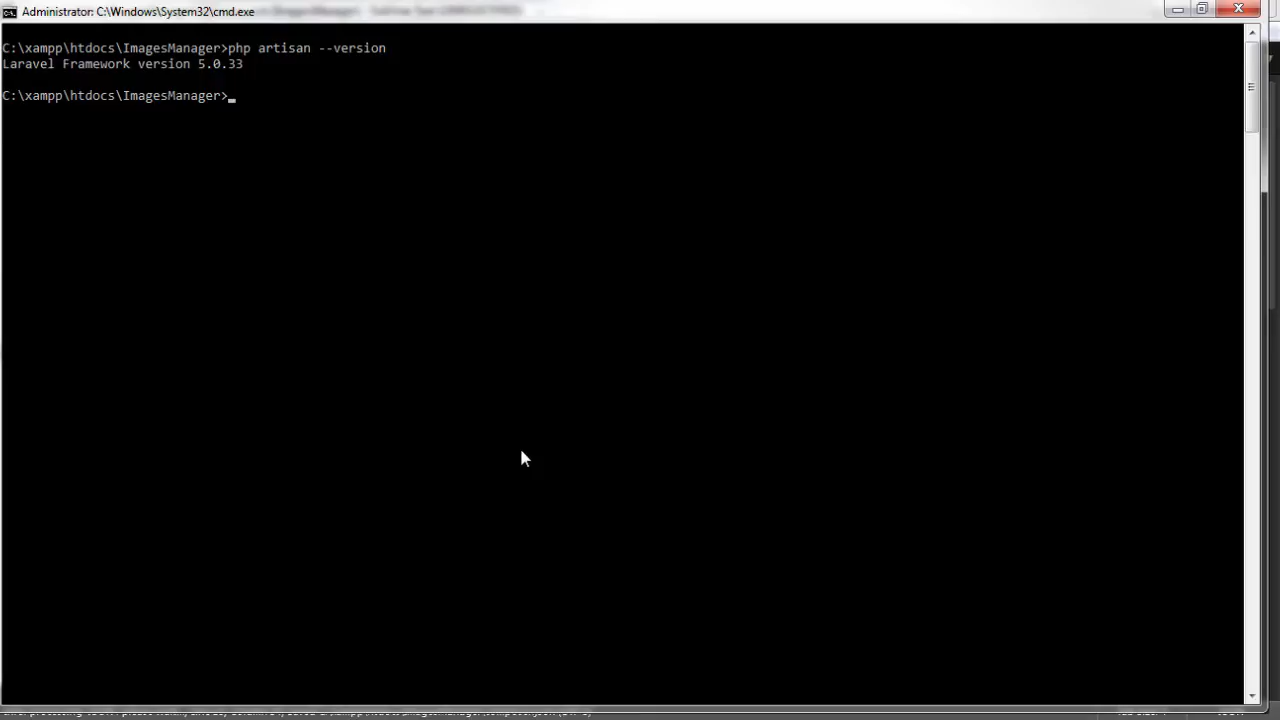 Administrator: C:\Windows\System32\cmd.exe
C:\xampp\htdocs\ImagesManager>php artisan --version
Laravel Framework version 5.0.33
C:\xampp\htdocs\ImagesManager>